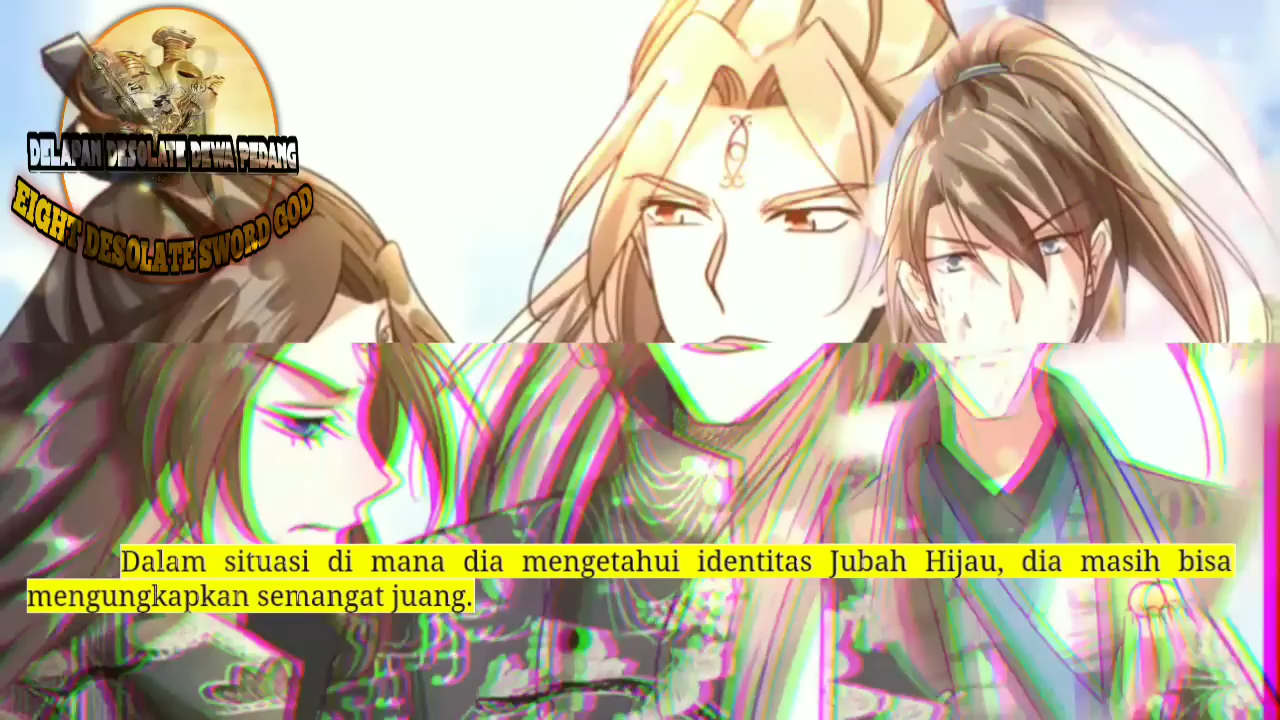 DELAPAN DESOLATE DEWA PEDANG
EIGHT DESOLATE SWORD GOD
Dalam situasi di mana dia mengetahui identitas Jubah Hijau, dia masih bisa
mengungkapkan semangat juang.